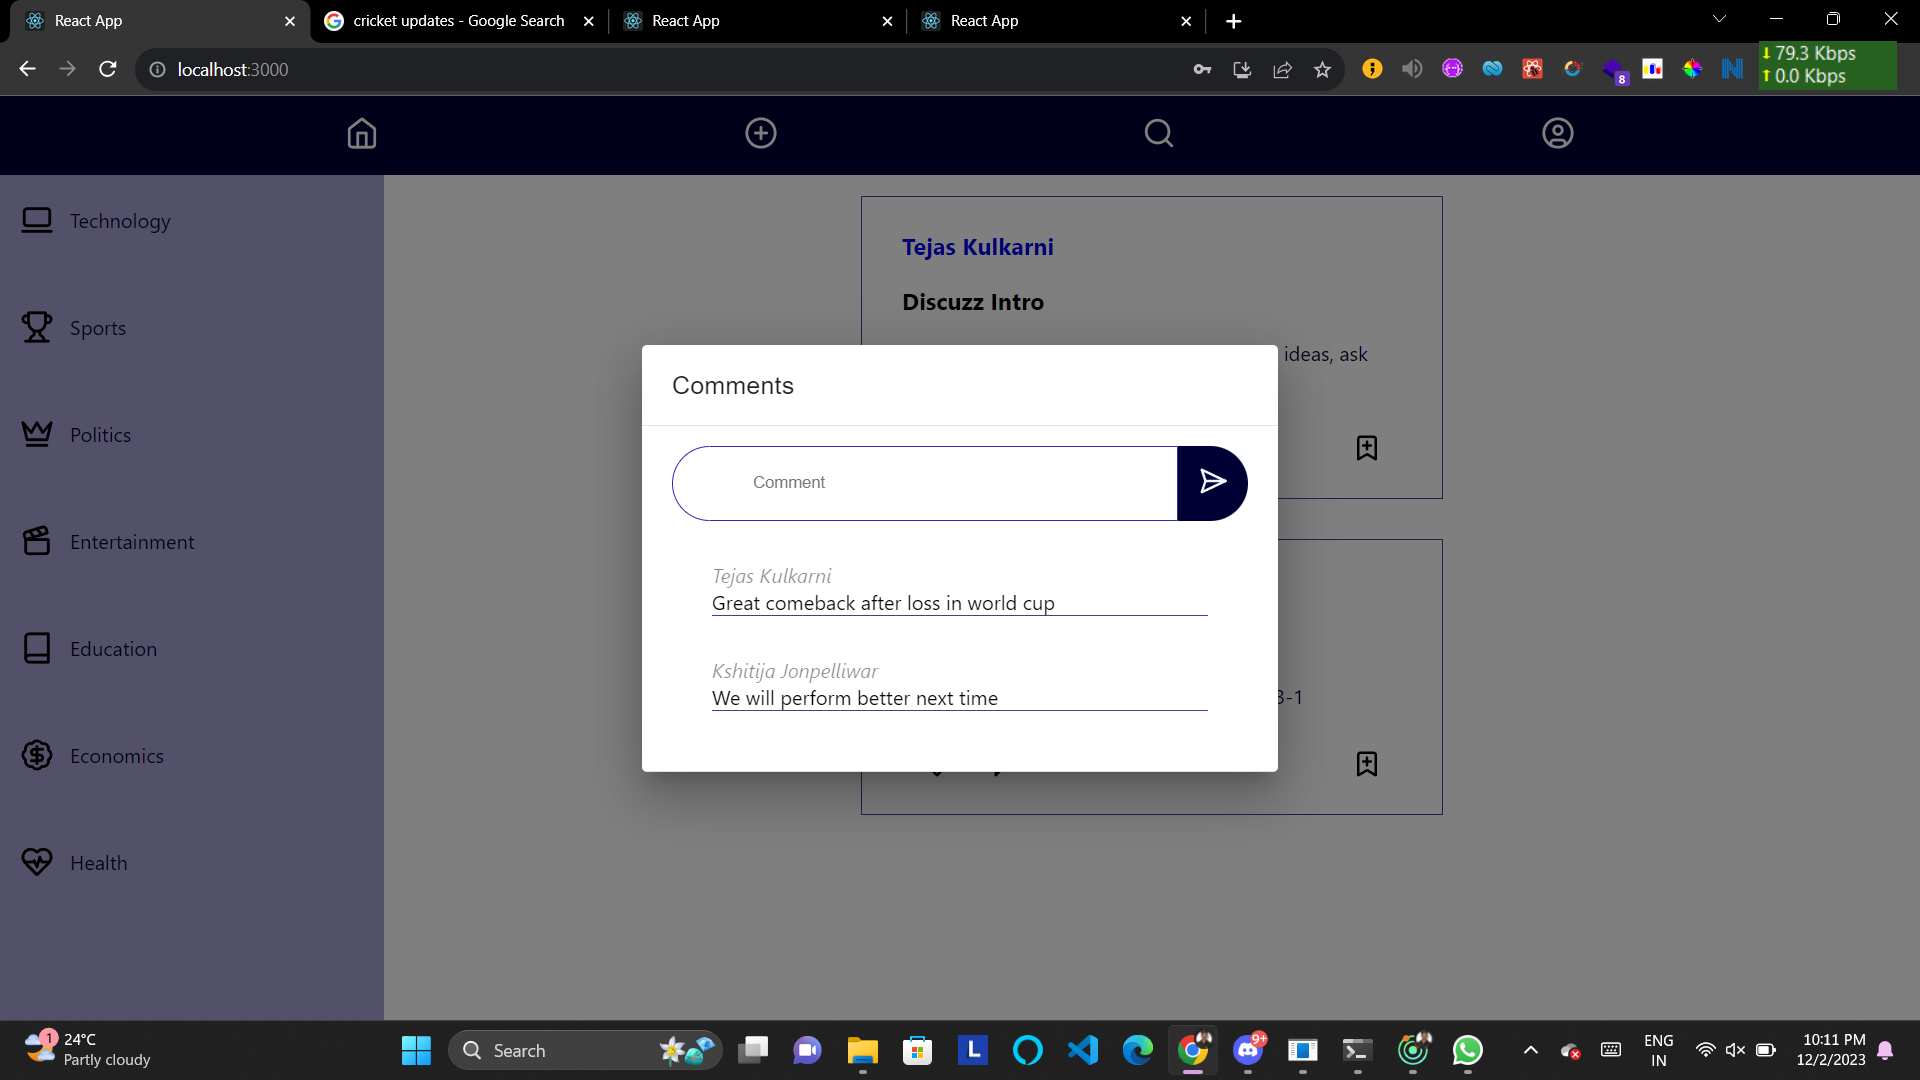 React App
cricket updates - Google Search
React App
React App
localhost:3000
8
79.3 Kbps
0.0 Kbps
Technology
Sports
Politics
Entertainment
Education
Economics
Health
Tejas Kulkarni
Discuzz Intro
ideas, ask
3-1
Comments
Comment
Tejas Kulkarni
Great comeback after loss in world cup
Kshitija Jonpelliwar
We will perform better next time
1
24°C
Partly cloudy
Search
L
9+
ENG
IN
10:11 PM
12/2/2023